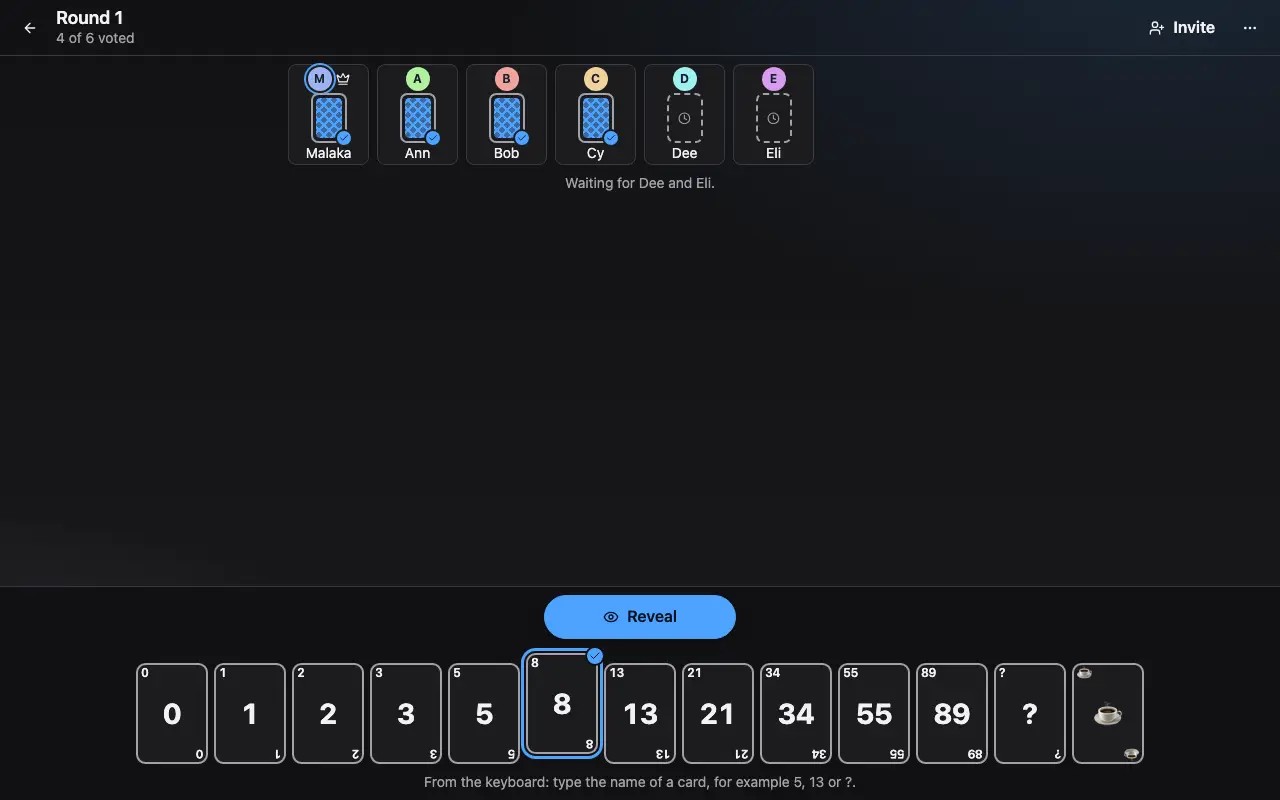 Round 1
4 of 6 voted
Invite
M
A
B
C
D
E
Malaka
Ann
Bob
Cy
Dee
Eli
Waiting for Dee and Eli.
Reveal
0
0
0
1
1
1
2
2
2
3
3
3
5
5
5
8
8
8
13
13
13
21
21
21
34
34
34
55
55
55
89
89
89
?
?
?
From the keyboard: type the name of a card, for example 5, 13 or ?.